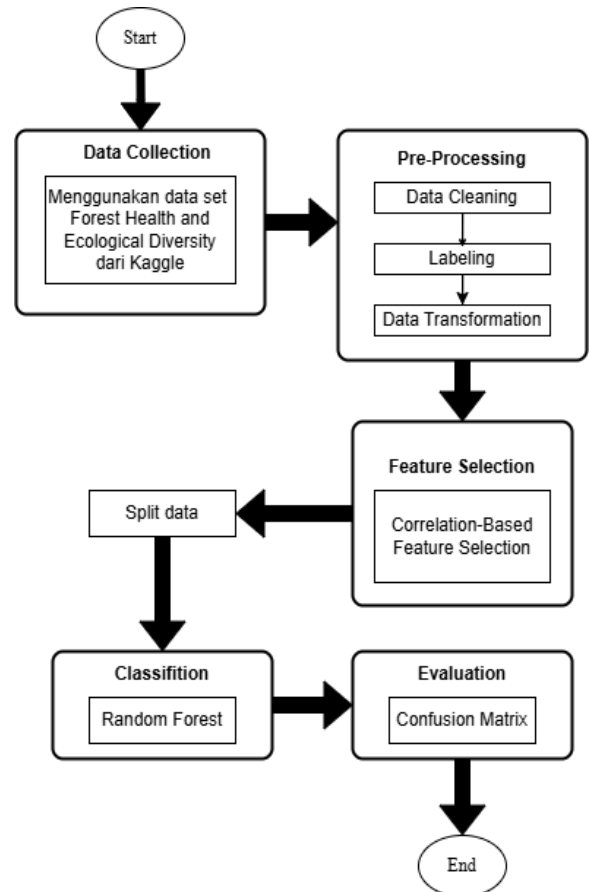 Start
Data Collection
Menggunakan data set
Forest Health and
Ecological Diversity
dari Kaggle
Pre-Processing
Data Cleaning
Labeling
Data Transformation
Feature Selection
Correlation-Based
Feature Selection
Split data
Classifition
Random Forest
Evaluation
Confusion Matrix
End